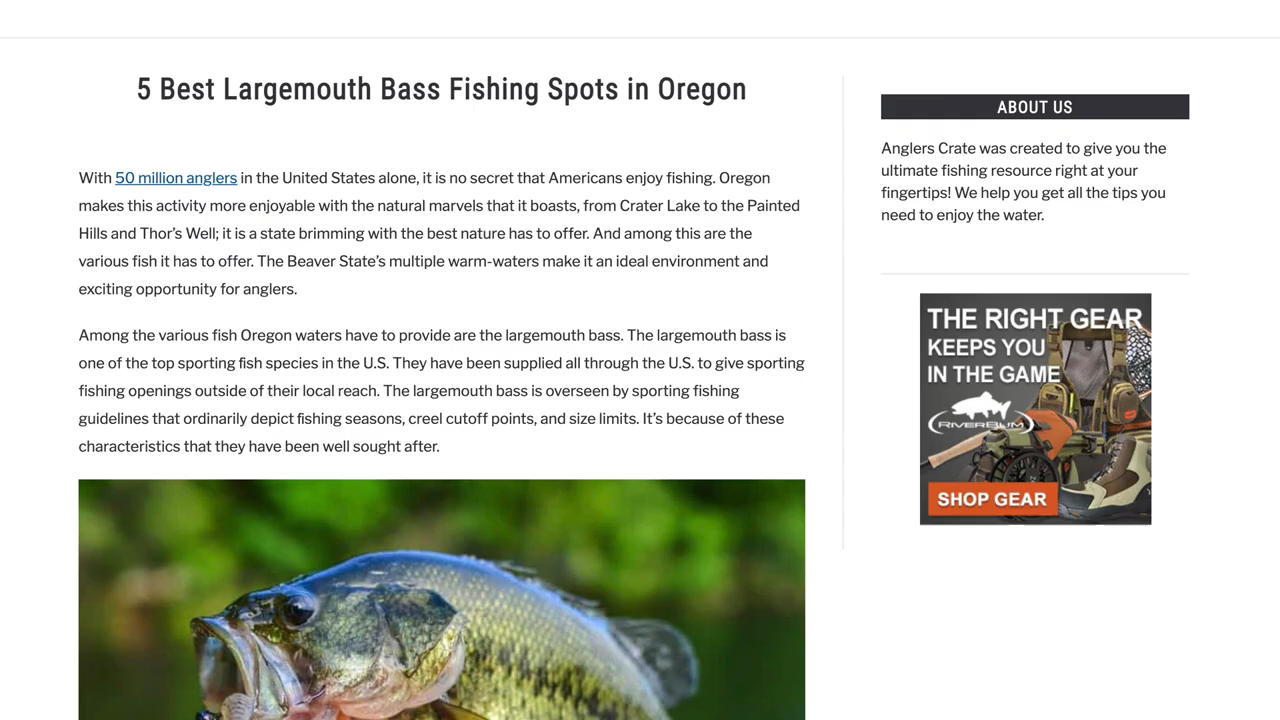 5 Best Largemouth Bass Fishing Spots in Oregon
With 50 million anglers in the United States alone, it is no secret that Americans enjoy fishing. Oregon
makes this activity more enjoyable with the natural marvels that it boasts, from Crater Lake to the Painted
Hills and Thor’s Well; it is a state brimming with the best nature has to offer. And among this are the
various fish it has to offer. The Beaver State’s multiple warm-waters make it an ideal environment and
exciting opportunity for anglers.
Among the various fish Oregon waters have to provide are the largemouth bass. The largemouth bass is
one of the top sporting fish species in the U.S. They have been supplied all through the U.S. to give sporting
fishing openings outside of their local reach. The largemouth bass is overseen by sporting fishing
guidelines that ordinarily depict fishing seasons, creel cutoff points, and size limits. It’s because of these
characteristics that they have been well sought after.
ABOUT US
Anglers Crate was created to give you the
ultimate fishing resource right at your
fingertips! We help you get all the tips you
need to enjoy the water.
THE RIGHT GEAR
KEEPS YOU
IN THE GAME
RIVERBUM
SHOP GEAR